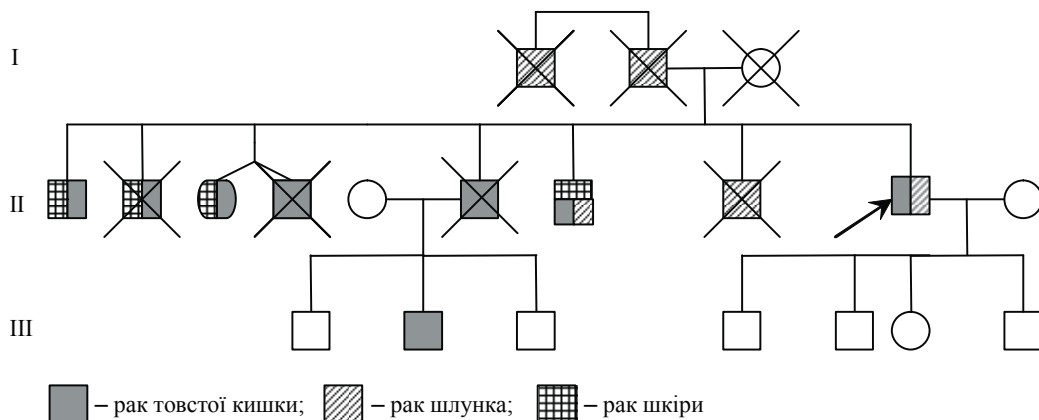 I
II
III
– рак товстої кишки; – рак шлунка; – рак шкіри